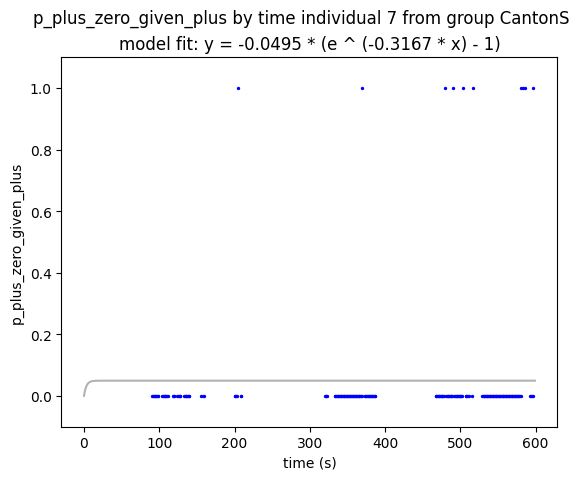 p_plus_zero_given_plus by time individual 7 from group CantonS
model fit: y = -0.0495 * (e ^ (-0.3167 * x) - 1)
1.0
0.8
0.6
0.4
0.2
0.0
p_plus_zero_given_plus
0 100 200 300 400 500 600
time (s)